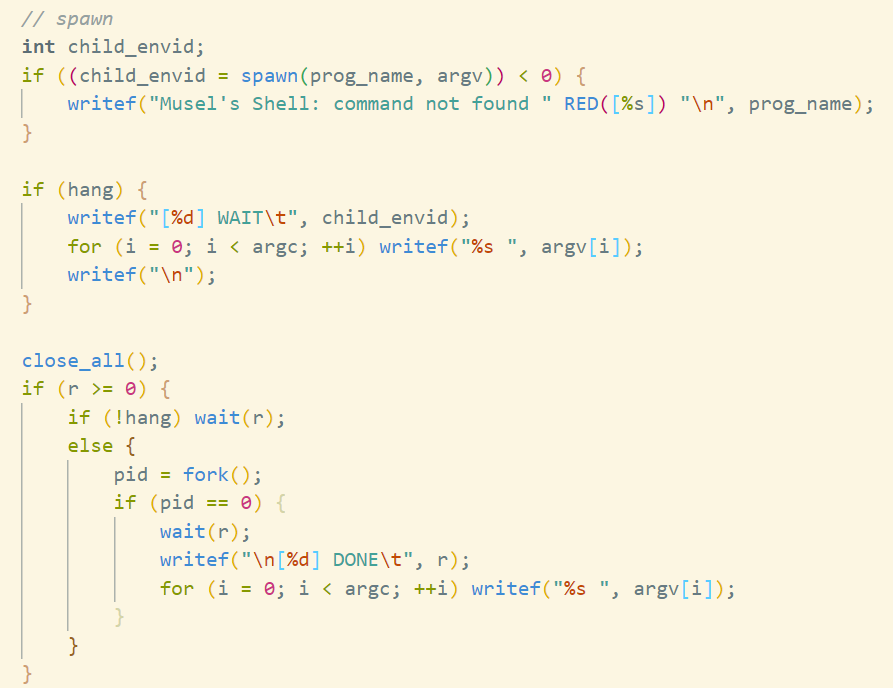 // spawn
int child_envid;
if ((child_envid = spawn(prog_name, argv)) < 0) {
    writef("Musel's Shell: command not found " RED([%s]) "\n", prog_name);
}

if (hang) {
    writef("[%d] WAIT\t", child_envid);
    for (i = 0; i < argc; ++i) writef("%s ", argv[i]);
    writef("\n");
}

close_all();
if (r >= 0) {
    if (!hang) wait(r);
    else {
        pid = fork();
        if (pid == 0) {
            wait(r);
            writef("\n[%d] DONE\t", r);
            for (i = 0; i < argc; ++i) writef("%s ", argv[i]);
        }
    }
}